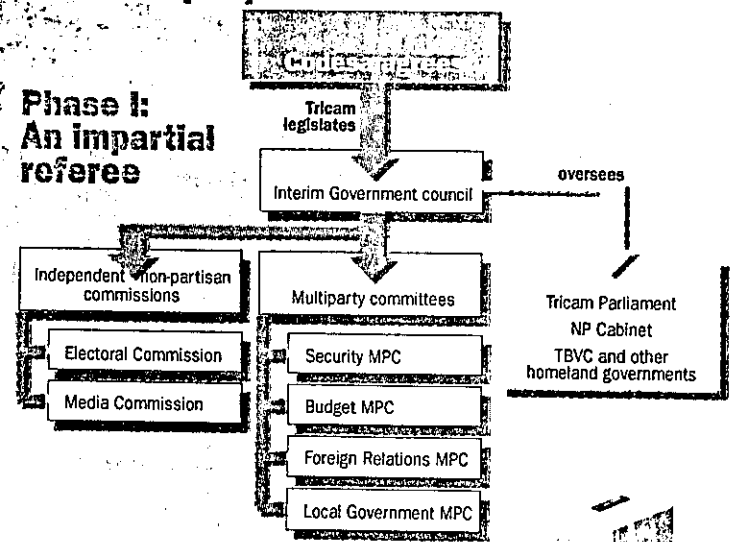 Codesa agrees
Phase I:
An impartial
referee
Tricam
legislates
Interim Government council
oversees
Independent non-partisan
commissions
Multiparty committees
Tricam Parliament
NP Cabinet
TBVC and other
homeland governments
Electoral Commission
Media Commission
Security MPC
Budget MPC
Foreign Relations MPC
Local Government MPC